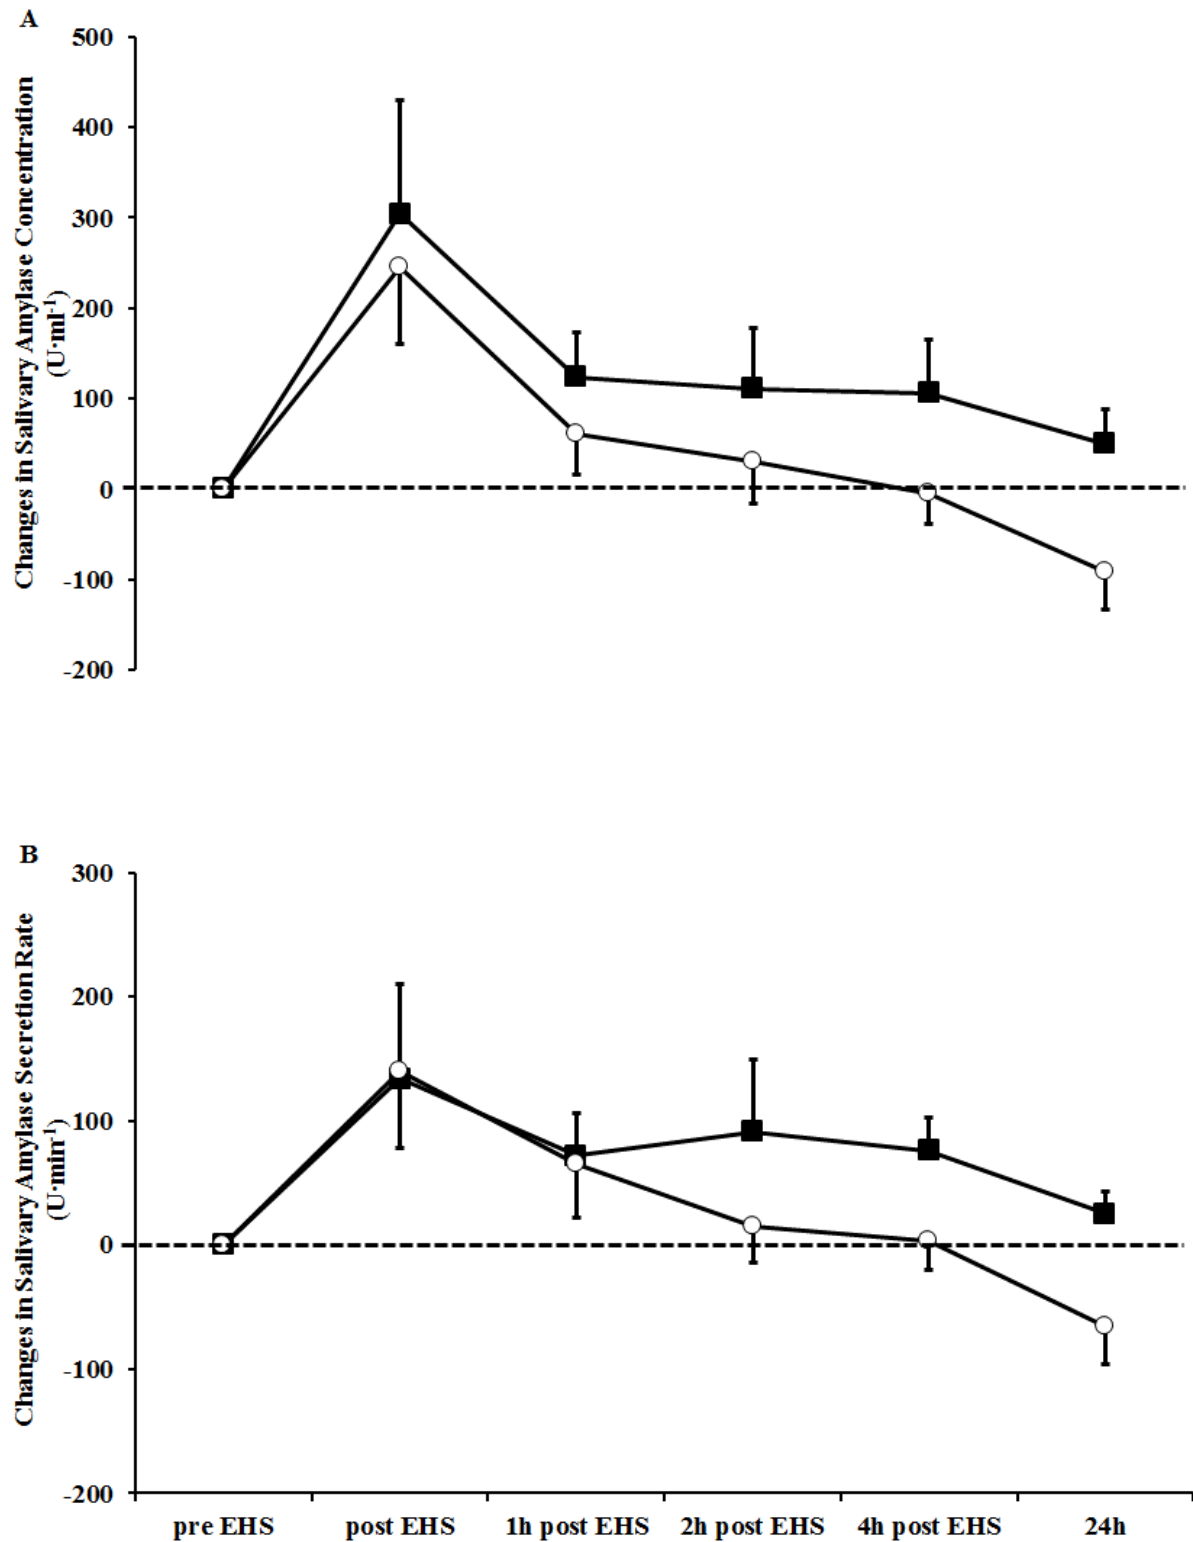 A
500
400
300
200
100
0
-100
-200
Changes in Salivary Amylase Concentration
(U·ml⁻¹)
B
300
200
100
0
-100
-200
Changes in Salivary Amylase Secretion Rate
(U·min⁻¹)
pre EHS post EHS 1h post EHS 2h post EHS 4h post EHS 24h